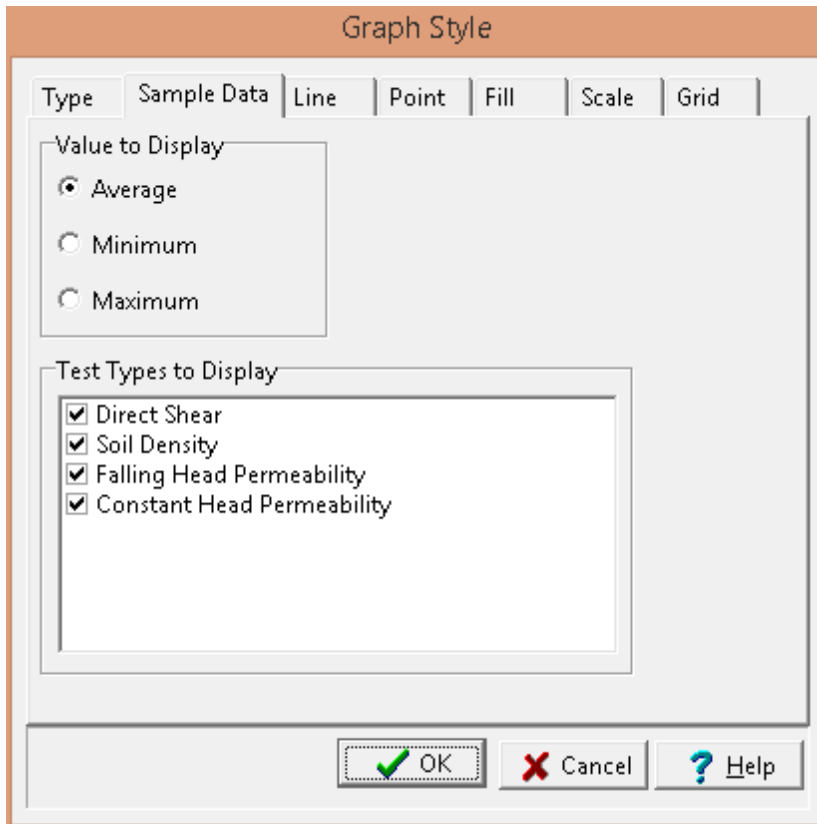 Graph Style
Type Sample Data Line Point Fill Scale Grid
Value to Display
Average
Minimum
Maximum
Test Types to Display
Direct Shear
Soil Density
Falling Head Permeability
Constant Head Permeability
OK Cancel ? Help